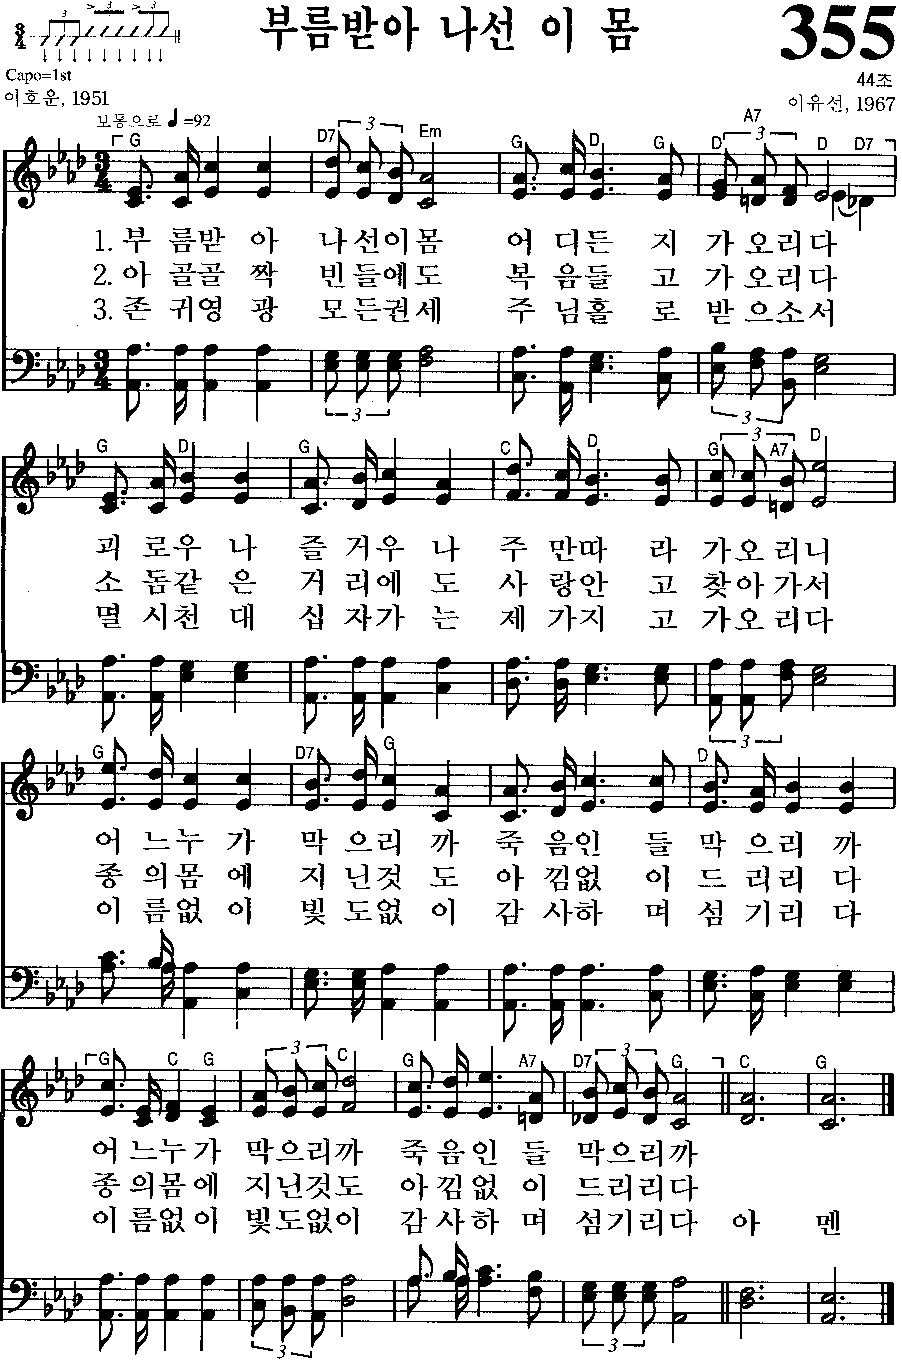 부름받아 나선 이 몸
355
Capo=1st
44조
이호운, 1951
이유선, 1967
보통으로 ♩=92
G D7 3 Em G D G D A7 3 D D7
1. 부 름받 아 나선이몸 어 디든 지 가오리다
2. 아 골골 짝 빈들에도 복 음들 고 가오리다
3. 존 귀영 광 모든권세 주 님홀 로 받으소서
3 3
G D G C D G 3 A7 D
괴 로우 나 즐 거우 나 주 만따 라 가오리니
소 돔같 은 거 리에 도 사 랑안 고 찾아가서
멸 시천 대 십 자가 는 제 가지 고 가오리다
3
G D7 G D
어 느누 가 막 으리 까 죽 음인 들 막 으리 까
종 의몸 에 지 닌것 도 아 낌없 이 드 리리 다
이 름없 이 빛 도없 이 감 사하 며 섬 기리 다
G C G 3 C G A7 D7 3 G C G
어 느누가 막으리까 죽 음인 들 막으리까
종 의몸에 지닌것도 아 낌없 이 드리리다
이 름없이 빛도없이 감 사하 며 섬기리다 아 멘
3 3